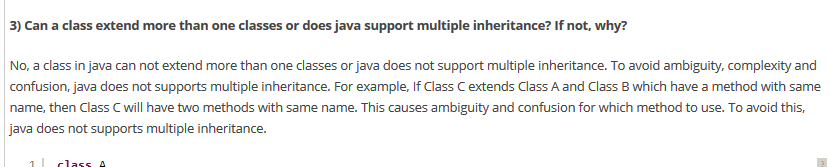 3) Can a class extend more than one classes or does java support multiple inheritance? If not, why?
No, a class in java can not extend more than one classes or java does not support multiple inheritance. To avoid ambiguity, complexity and
confusion, java does not supports multiple inheritance. For example, If Class C extends Class A and Class B which have a method with same
name, then Class C will have two methods with same name. This causes ambiguity and confusion for which method to use. To avoid this,
java does not supports multiple inheritance.
1 class A